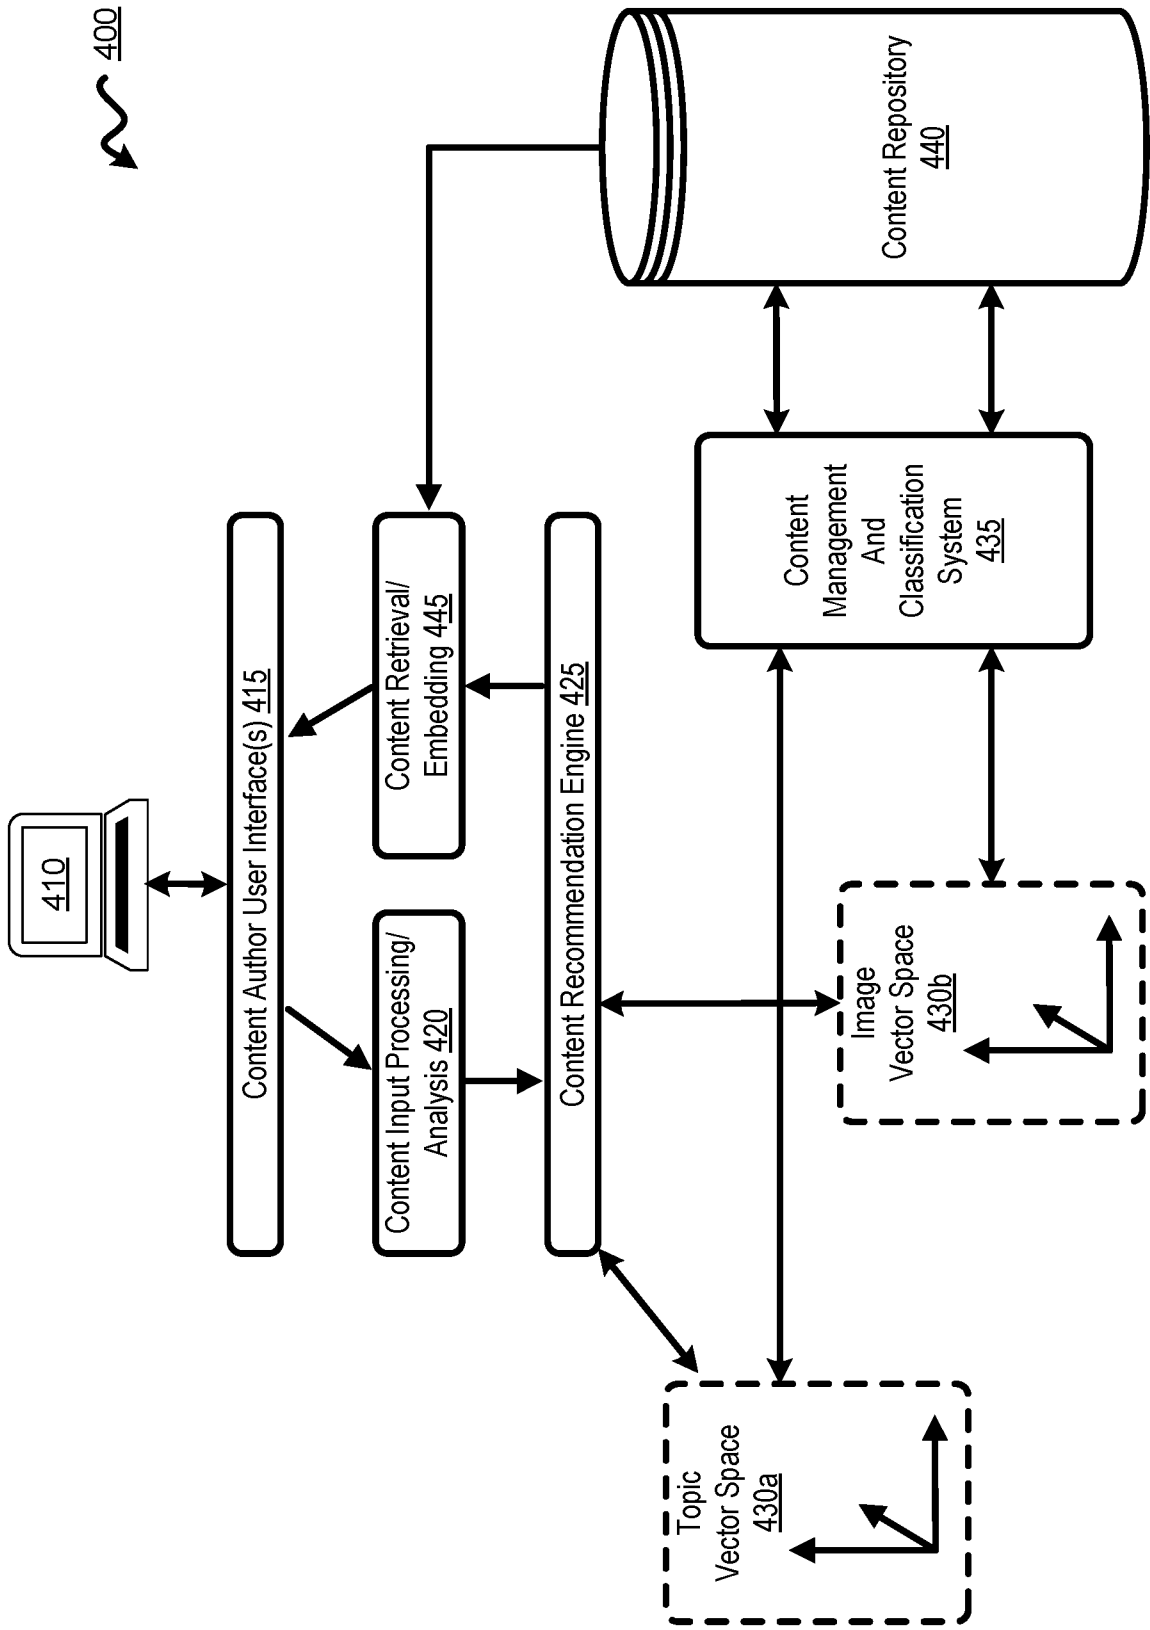 400
410
Content Author User Interface(s) 415
Content Input Processing/
Analysis 420
Content Retrieval/
Embedding 445
Content Recommendation Engine 425
Topic
Vector Space
430a
Image
Vector Space
430b
Content
Management
And
Classification
System
435
Content Repository
440